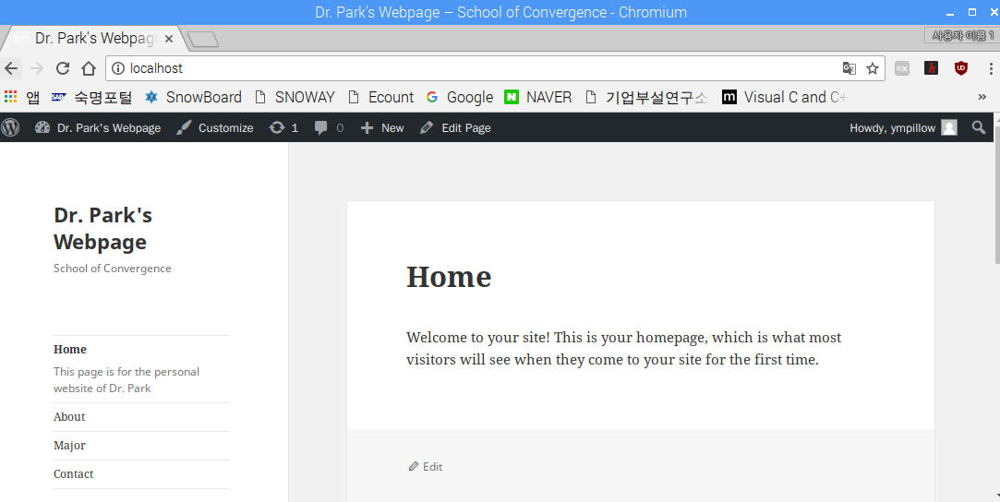 Dr. Park's Webpage – School of Convergence - Chromium
Dr. Park's Webpag
사용자 이름 1
localhost
앱 숙명포털 SnowBoard SNOWAY Ecount Google NAVER 기업부설연구소 Visual C and C+ »
Dr. Park's Webpage Customize 1 0 New Edit Page Howdy, ympillow
Dr. Park's
Webpage
School of Convergence
Home
This page is for the personal
website of Dr. Park
About
Major
Contact
Home
Welcome to your site! This is your homepage, which is what most
visitors will see when they come to your site for the first time.
Edit